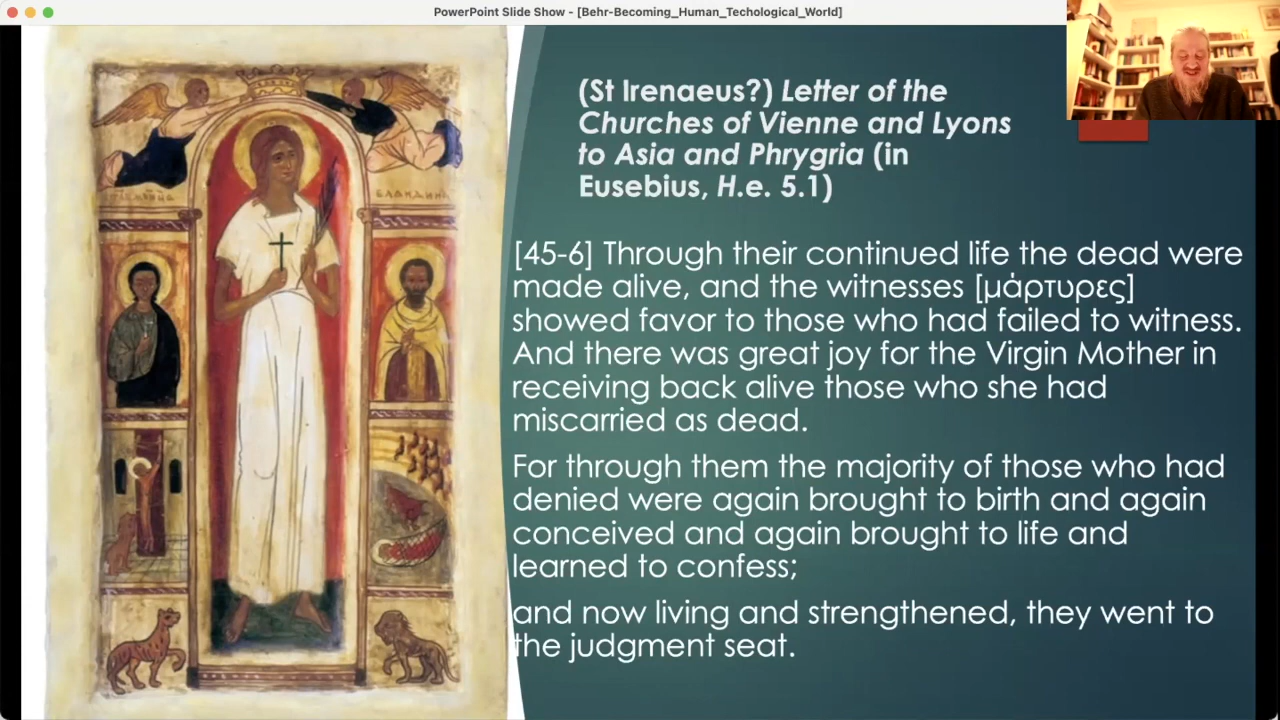 PowerPoint Slide Show - [Behr-Becoming_Human_Techological_World]
(St Irenaeus?) Letter of the
Churches of Vienne and Lyons
to Asia and Phrygria (in
Eusebius, H.e. 5.1)
[45-6] Through their continued life the dead were
made alive, and the witnesses [μάρτυρες]
showed favor to those who had failed to witness.
And there was great joy for the Virgin Mother in
receiving back alive those who she had
miscarried as dead.
For through them the majority of those who had
denied were again brought to birth and again
conceived and again brought to life and
learned to confess;
and now living and strengthened, they went to
the judgment seat.